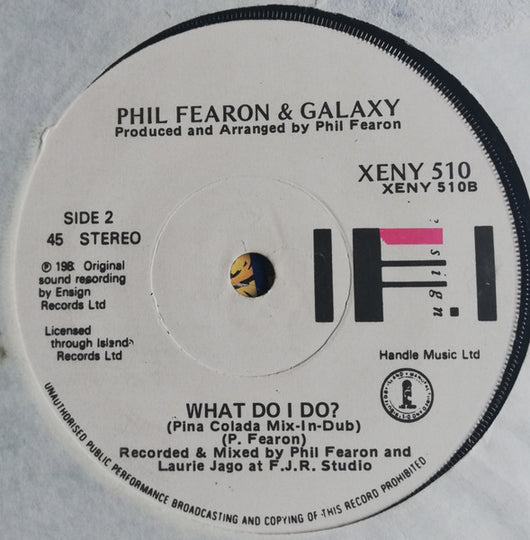 PHIL FEARON & GALAXY
Produced and Arranged by Phil Fearon
XENY 510
XENY 510B
SIDE 2
45 STEREO
℗ 198 Original
sound recording
by Ensign
Records Ltd
Licensed
through Island
Records Ltd
sign
Handle Music Ltd
WHAT DO I DO?
(Pina Colada Mix-In-Dub)
(P. Fearon)
Recorded & Mixed by Phil Fearon and
Laurie Jago at F.J.R. Studio
UNAUTHORISED PUBLIC PERFORMANCE BROADCASTING AND COPYING OF THIS RECORD PROHIBITED